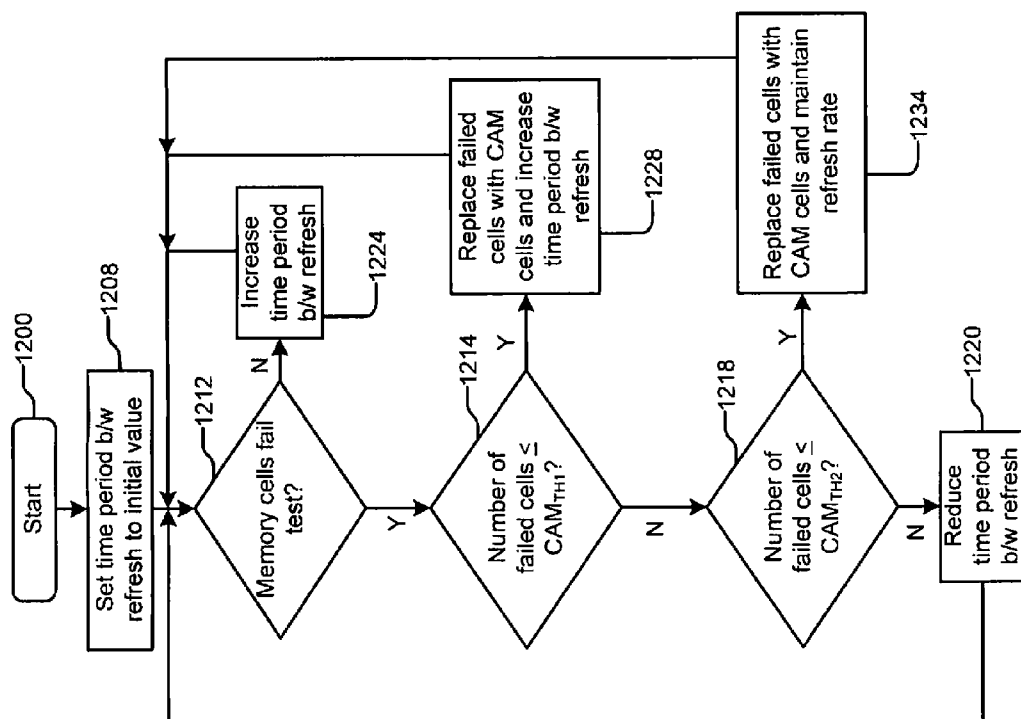 Start
1200
Set time period b/w
refresh to initial value
1208
1212
Memory cells fail
test?
N
Increase
time period
b/w refresh
1224
Y
1214
Number of
failed cells ≤
CAM_TH1?
Y
Replace failed
cells with CAM
cells and increase
time period b/w
refresh
1228
N
1218
Number of
failed cells ≤
CAM_TH2?
Y
Replace failed cells with
CAM cells and maintain
refresh rate
1234
N
1220
Reduce
time period
b/w refresh